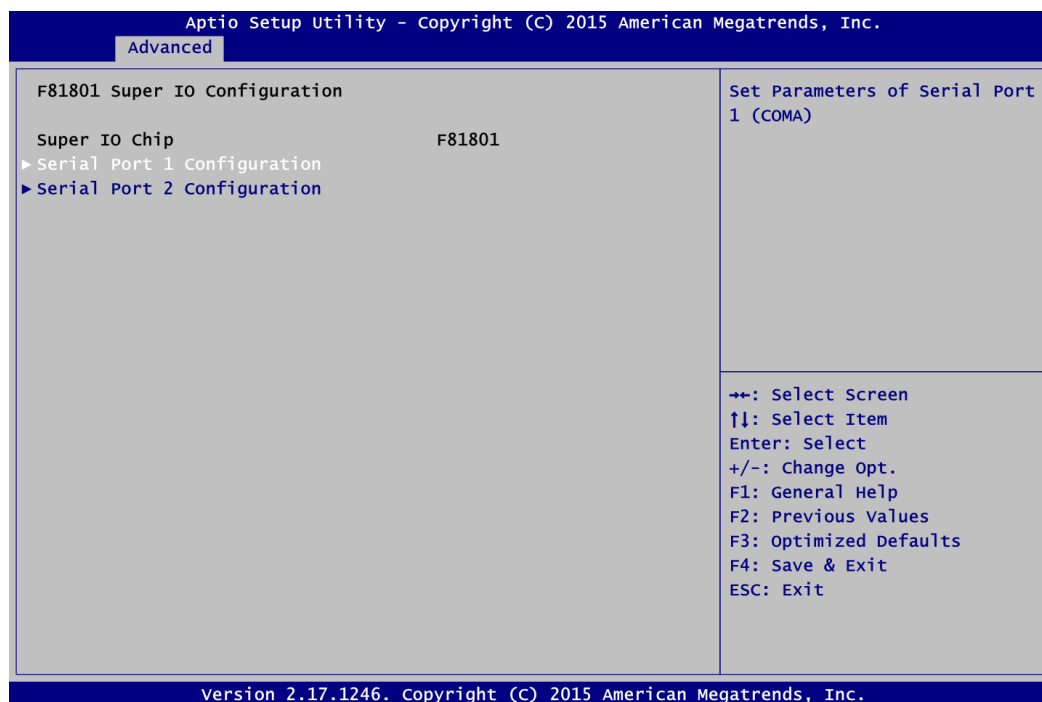 Aptio Setup Utility - Copyright (C) 2015 American Megatrends, Inc.
Advanced
F81801 Super IO Configuration
Super IO Chip F81801
►Serial Port 1 Configuration
►Serial Port 2 Configuration
Set Parameters of Serial Port
1 (COMA)
→←: Select Screen
↑↓: Select Item
Enter: Select
+/-: Change Opt.
F1: General Help
F2: Previous Values
F3: Optimized Defaults
F4: Save & Exit
ESC: Exit
Version 2.17.1246. Copyright (C) 2015 American Megatrends, Inc.